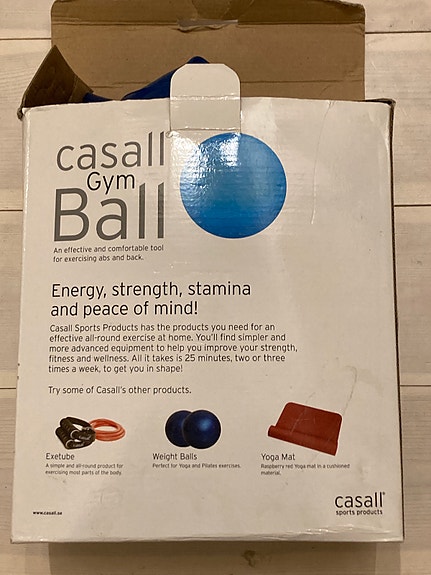 casall
Gym
Ball
An effective and comfortable tool
for exercising abs and back.
Energy, strength, stamina
and peace of mind!
Casall Sports Products has the products you need for an
effective all-round exercise at home. You'll find simpler and
more advanced equipment to help you improve your strength,
fitness and wellness. All it takes is 25 minutes, two or three
times a week, to get you in shape!
Try some of Casall's other products.
Exetube
A simple and all-round product for
exercising most parts of the body.
Weight Balls
Perfect for Yoga and Pilates exercises.
Yoga Mat
Raspberry red Yoga mat in a cushioned
material.
www.casall.se
casall®
sports products